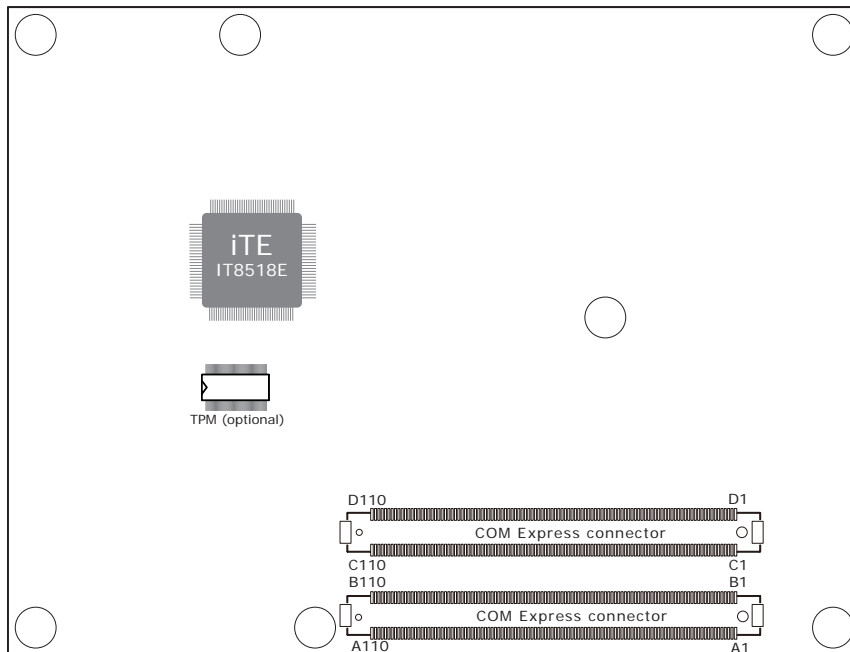 iTE
IT8518E
TPM (optional)
D110 D1
COM Express connector
C110 C1
B110 B1
COM Express connector
A110 A1